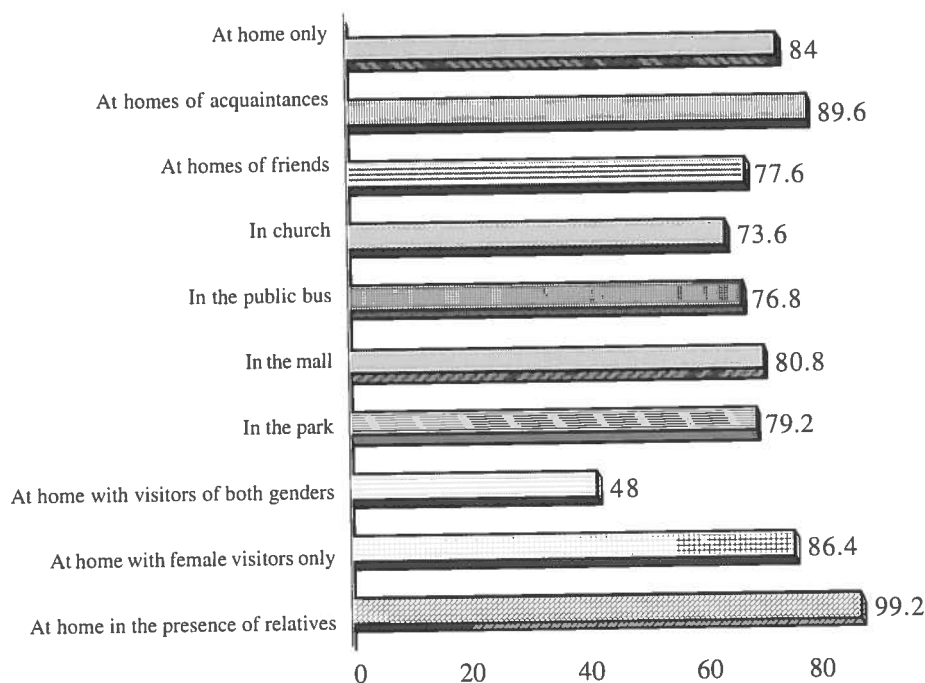 At home only 84
At homes of acquaintances 89.6
At homes of friends 77.6
In church 73.6
In the public bus 76.8
In the mall 80.8
In the park 79.2
At home with visitors of both genders 48
At home with female visitors only 86.4
At home in the presence of relatives 99.2
0 20 40 60 80